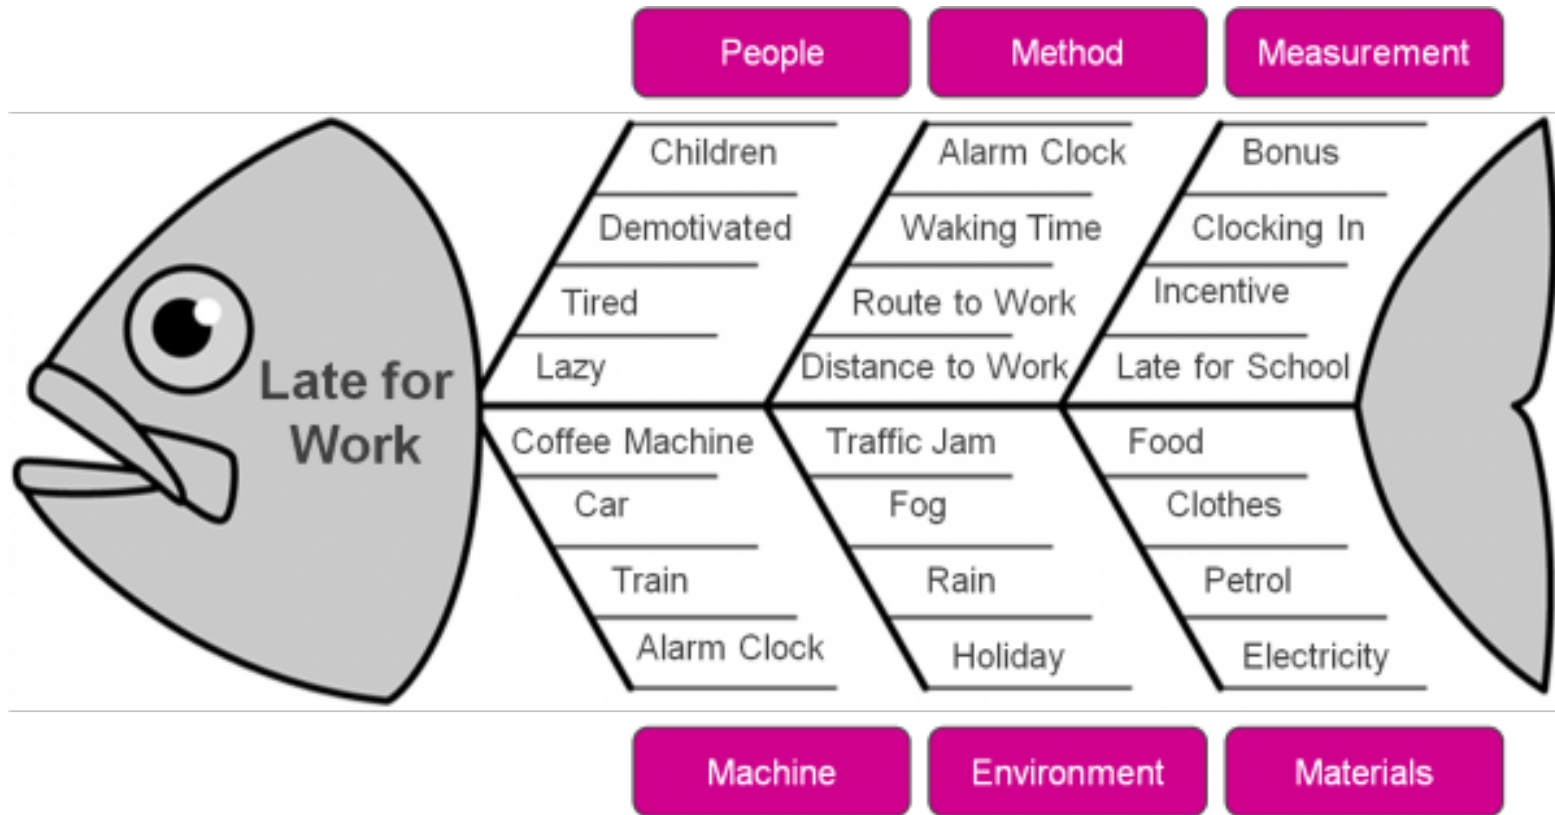 People
Method
Measurement
Children
Demotivated
Tired
Lazy
Alarm Clock
Waking Time
Route to Work
Distance to Work
Bonus
Clocking In
Incentive
Late for School
Late for
Work
Coffee Machine
Car
Train
Alarm Clock
Traffic Jam
Fog
Rain
Holiday
Food
Clothes
Petrol
Electricity
Machine
Environment
Materials